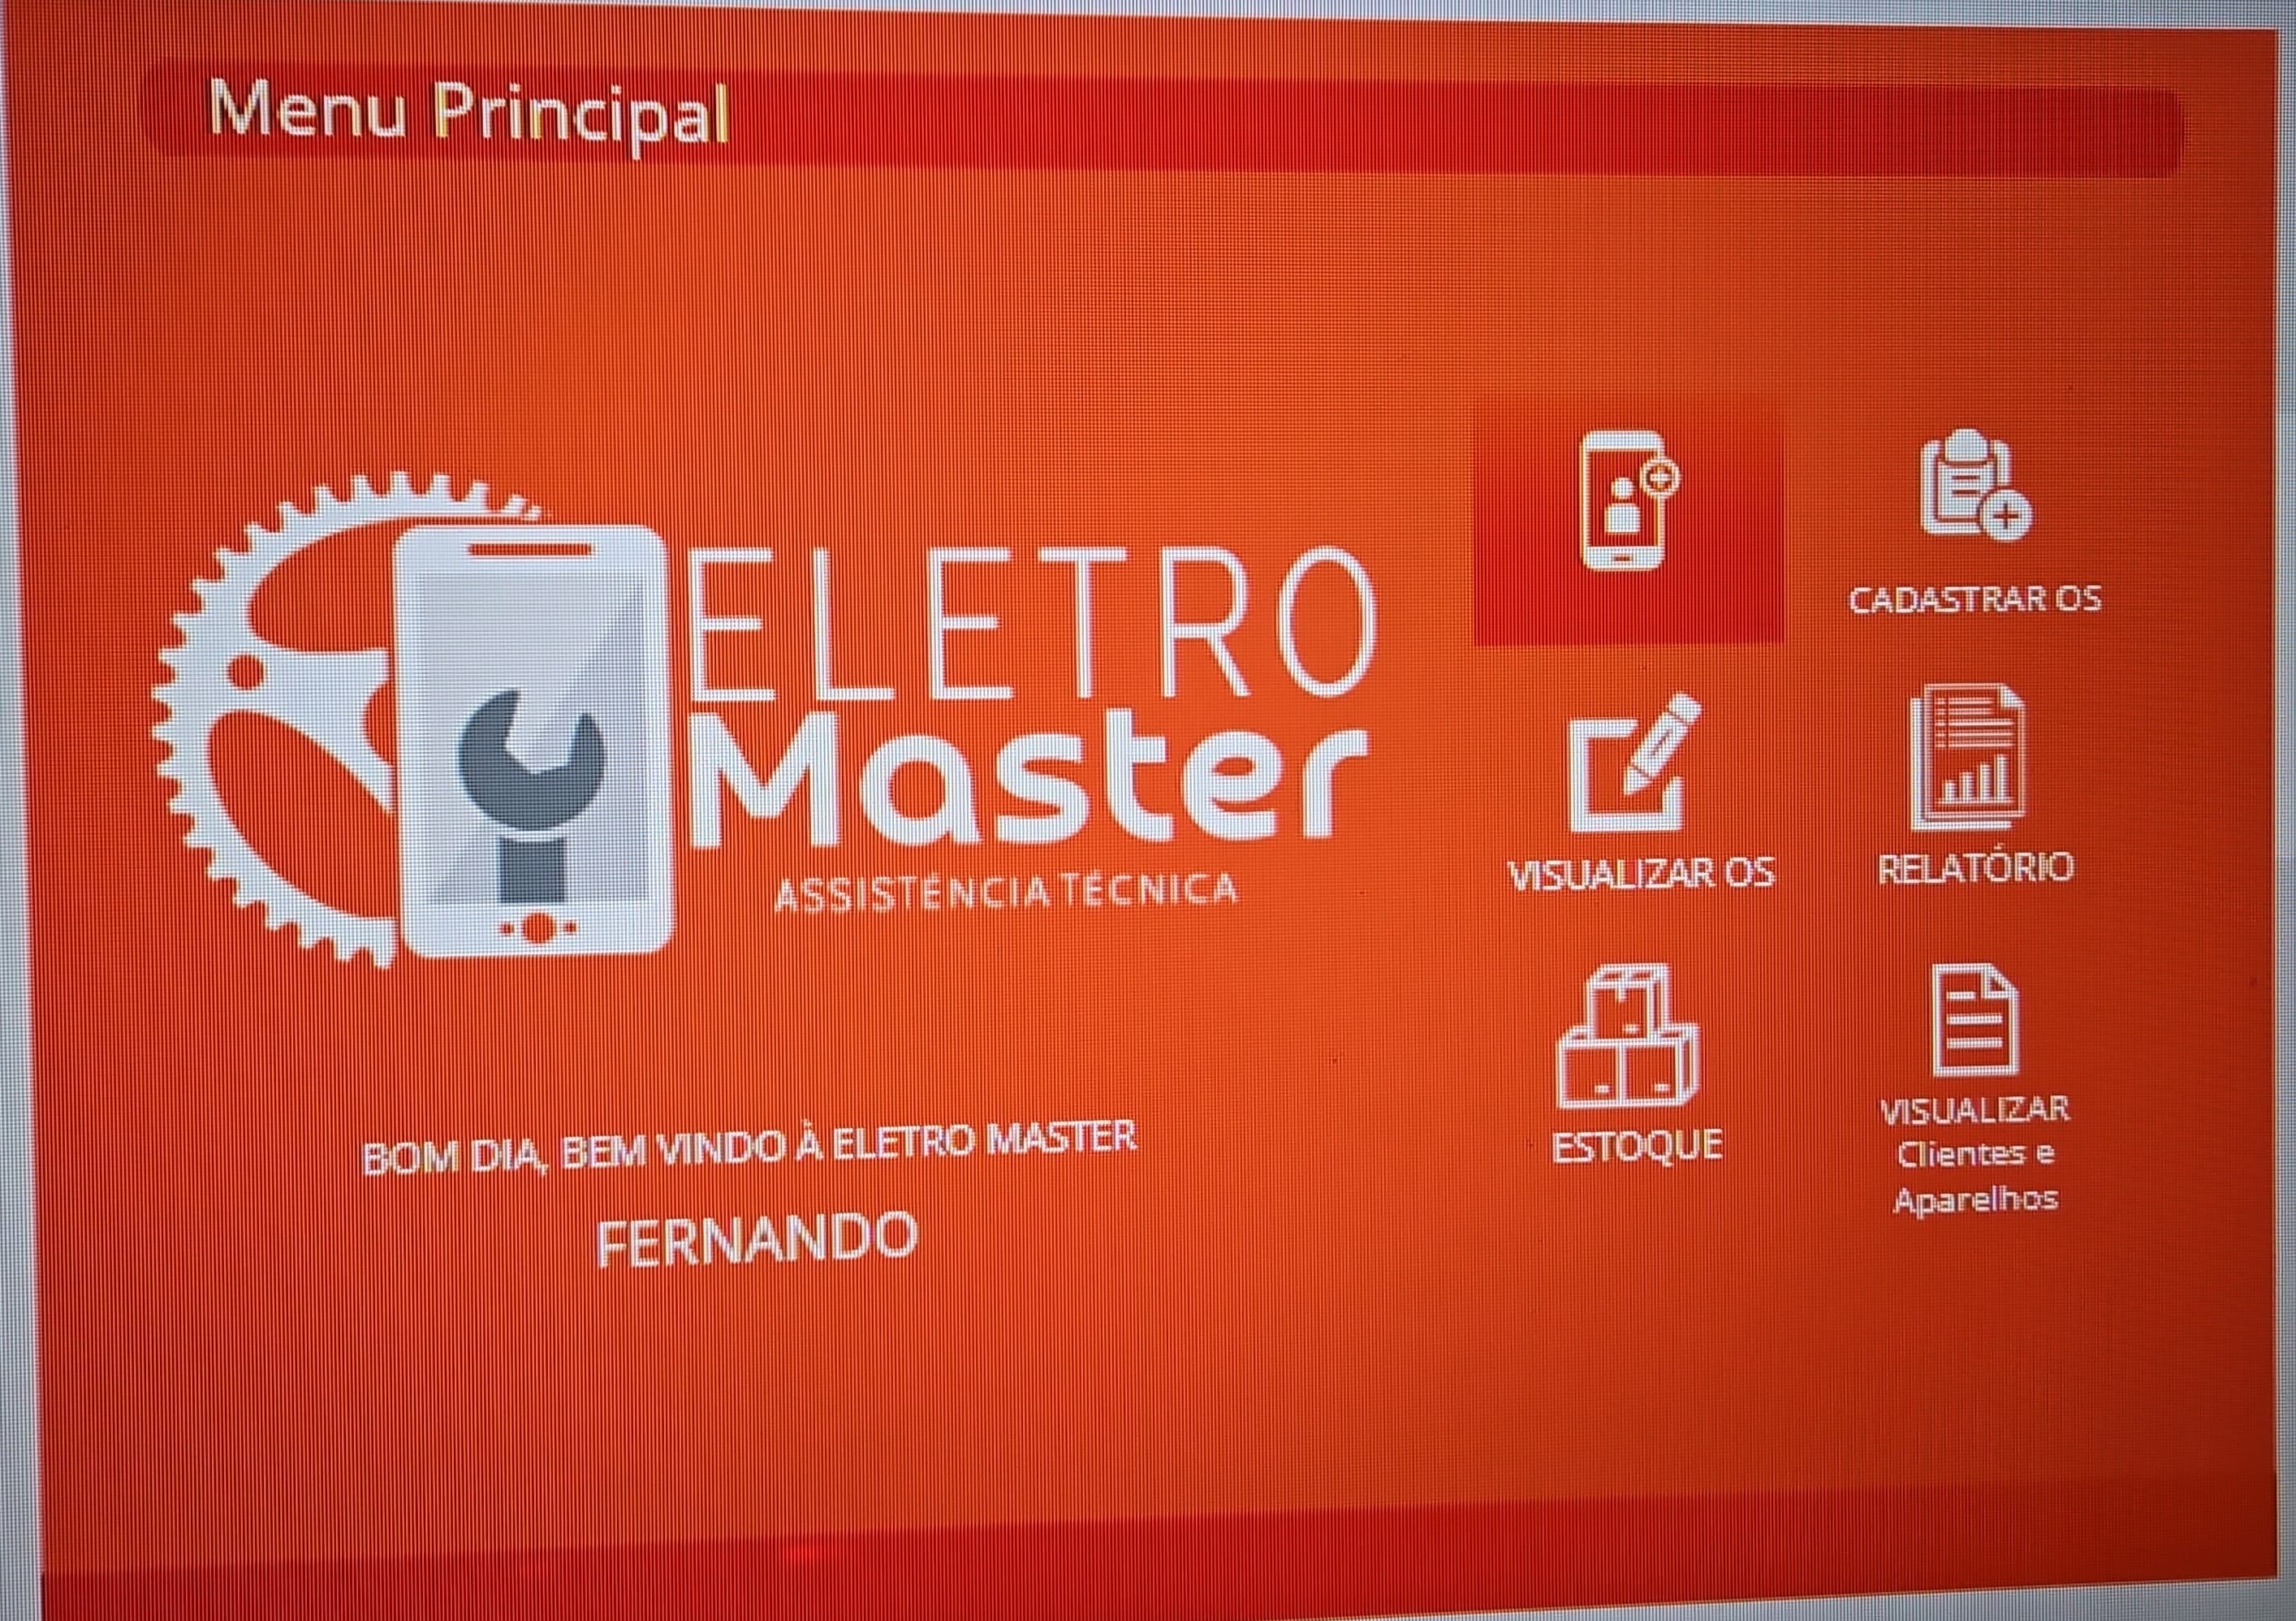 Menu Principal
ELETRO
Master
ASSISTÊNCIA TÉCNICA
BOM DIA, BEM VINDO À ELETRO MASTER
FERNANDO
CADASTRAR OS
VISUALIZAR OS
RELATÓRIO
ESTOQUE
VISUALIZAR
Clientes e
Aparelhos